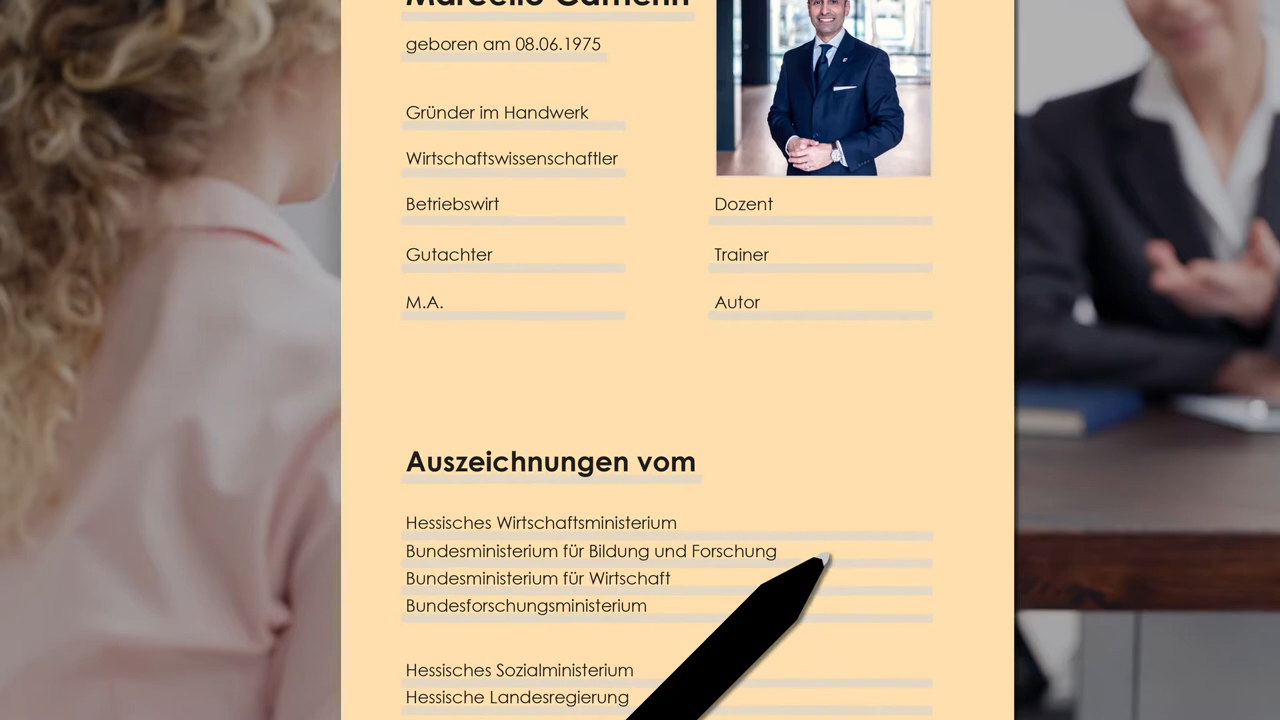 Marcello
geboren am 08.06.1975
Gründer im Handwerk
Wirtschaftswissenschaftler
Betriebswirt
Dozent
Gutachter
Trainer
M.A.
Autor
Auszeichnungen vom
Hessisches Wirtschaftsministerium
Bundesministerium für Bildung und Forschung
Bundesministerium für Wirtschaft
Bundesforschungsministerium
Hessisches Sozialministerium
Hessische Landesregierung